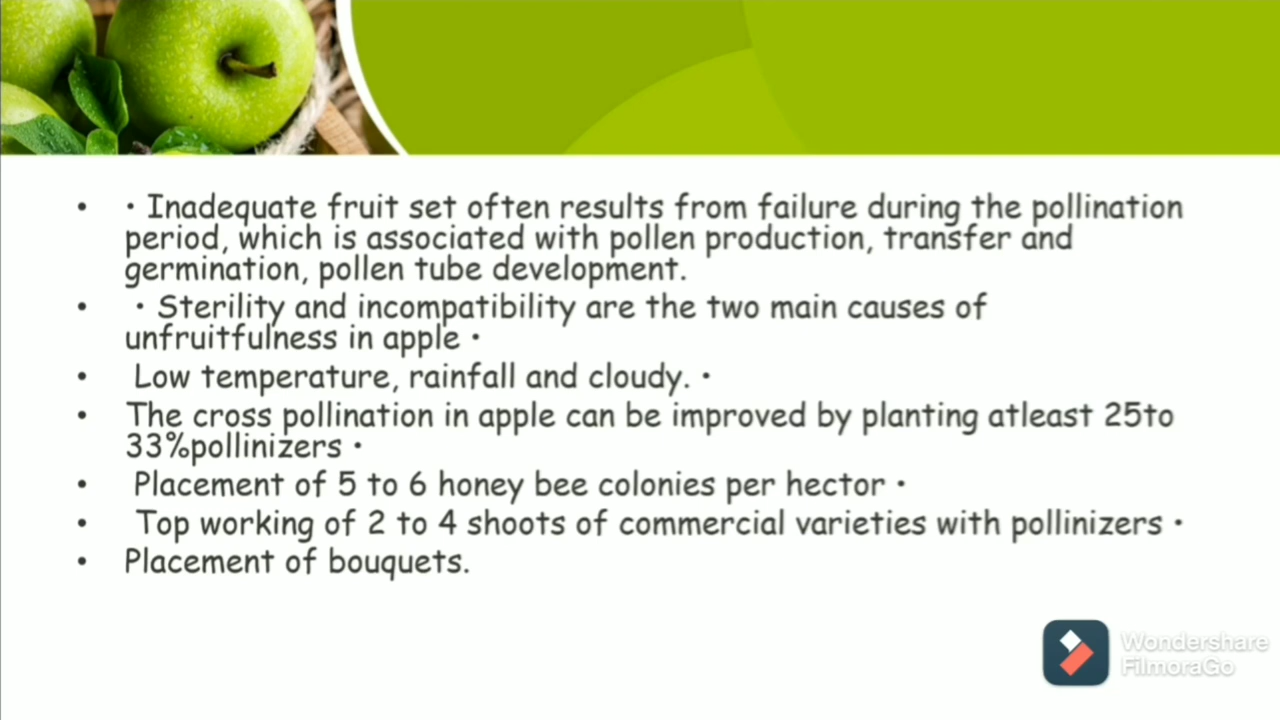 • • Inadequate fruit set often results from failure during the pollination
period, which is associated with pollen production, transfer and
germination, pollen tube development.
• • Sterility and incompatibility are the two main causes of
unfruitfulness in apple •
• Low temperature, rainfall and cloudy. •
• The cross pollination in apple can be improved by planting atleast 25to
33%pollinizers •
• Placement of 5 to 6 honey bee colonies per hector •
• Top working of 2 to 4 shoots of commercial varieties with pollinizers •
• Placement of bouquets.
Wondershare
FilmoraGo